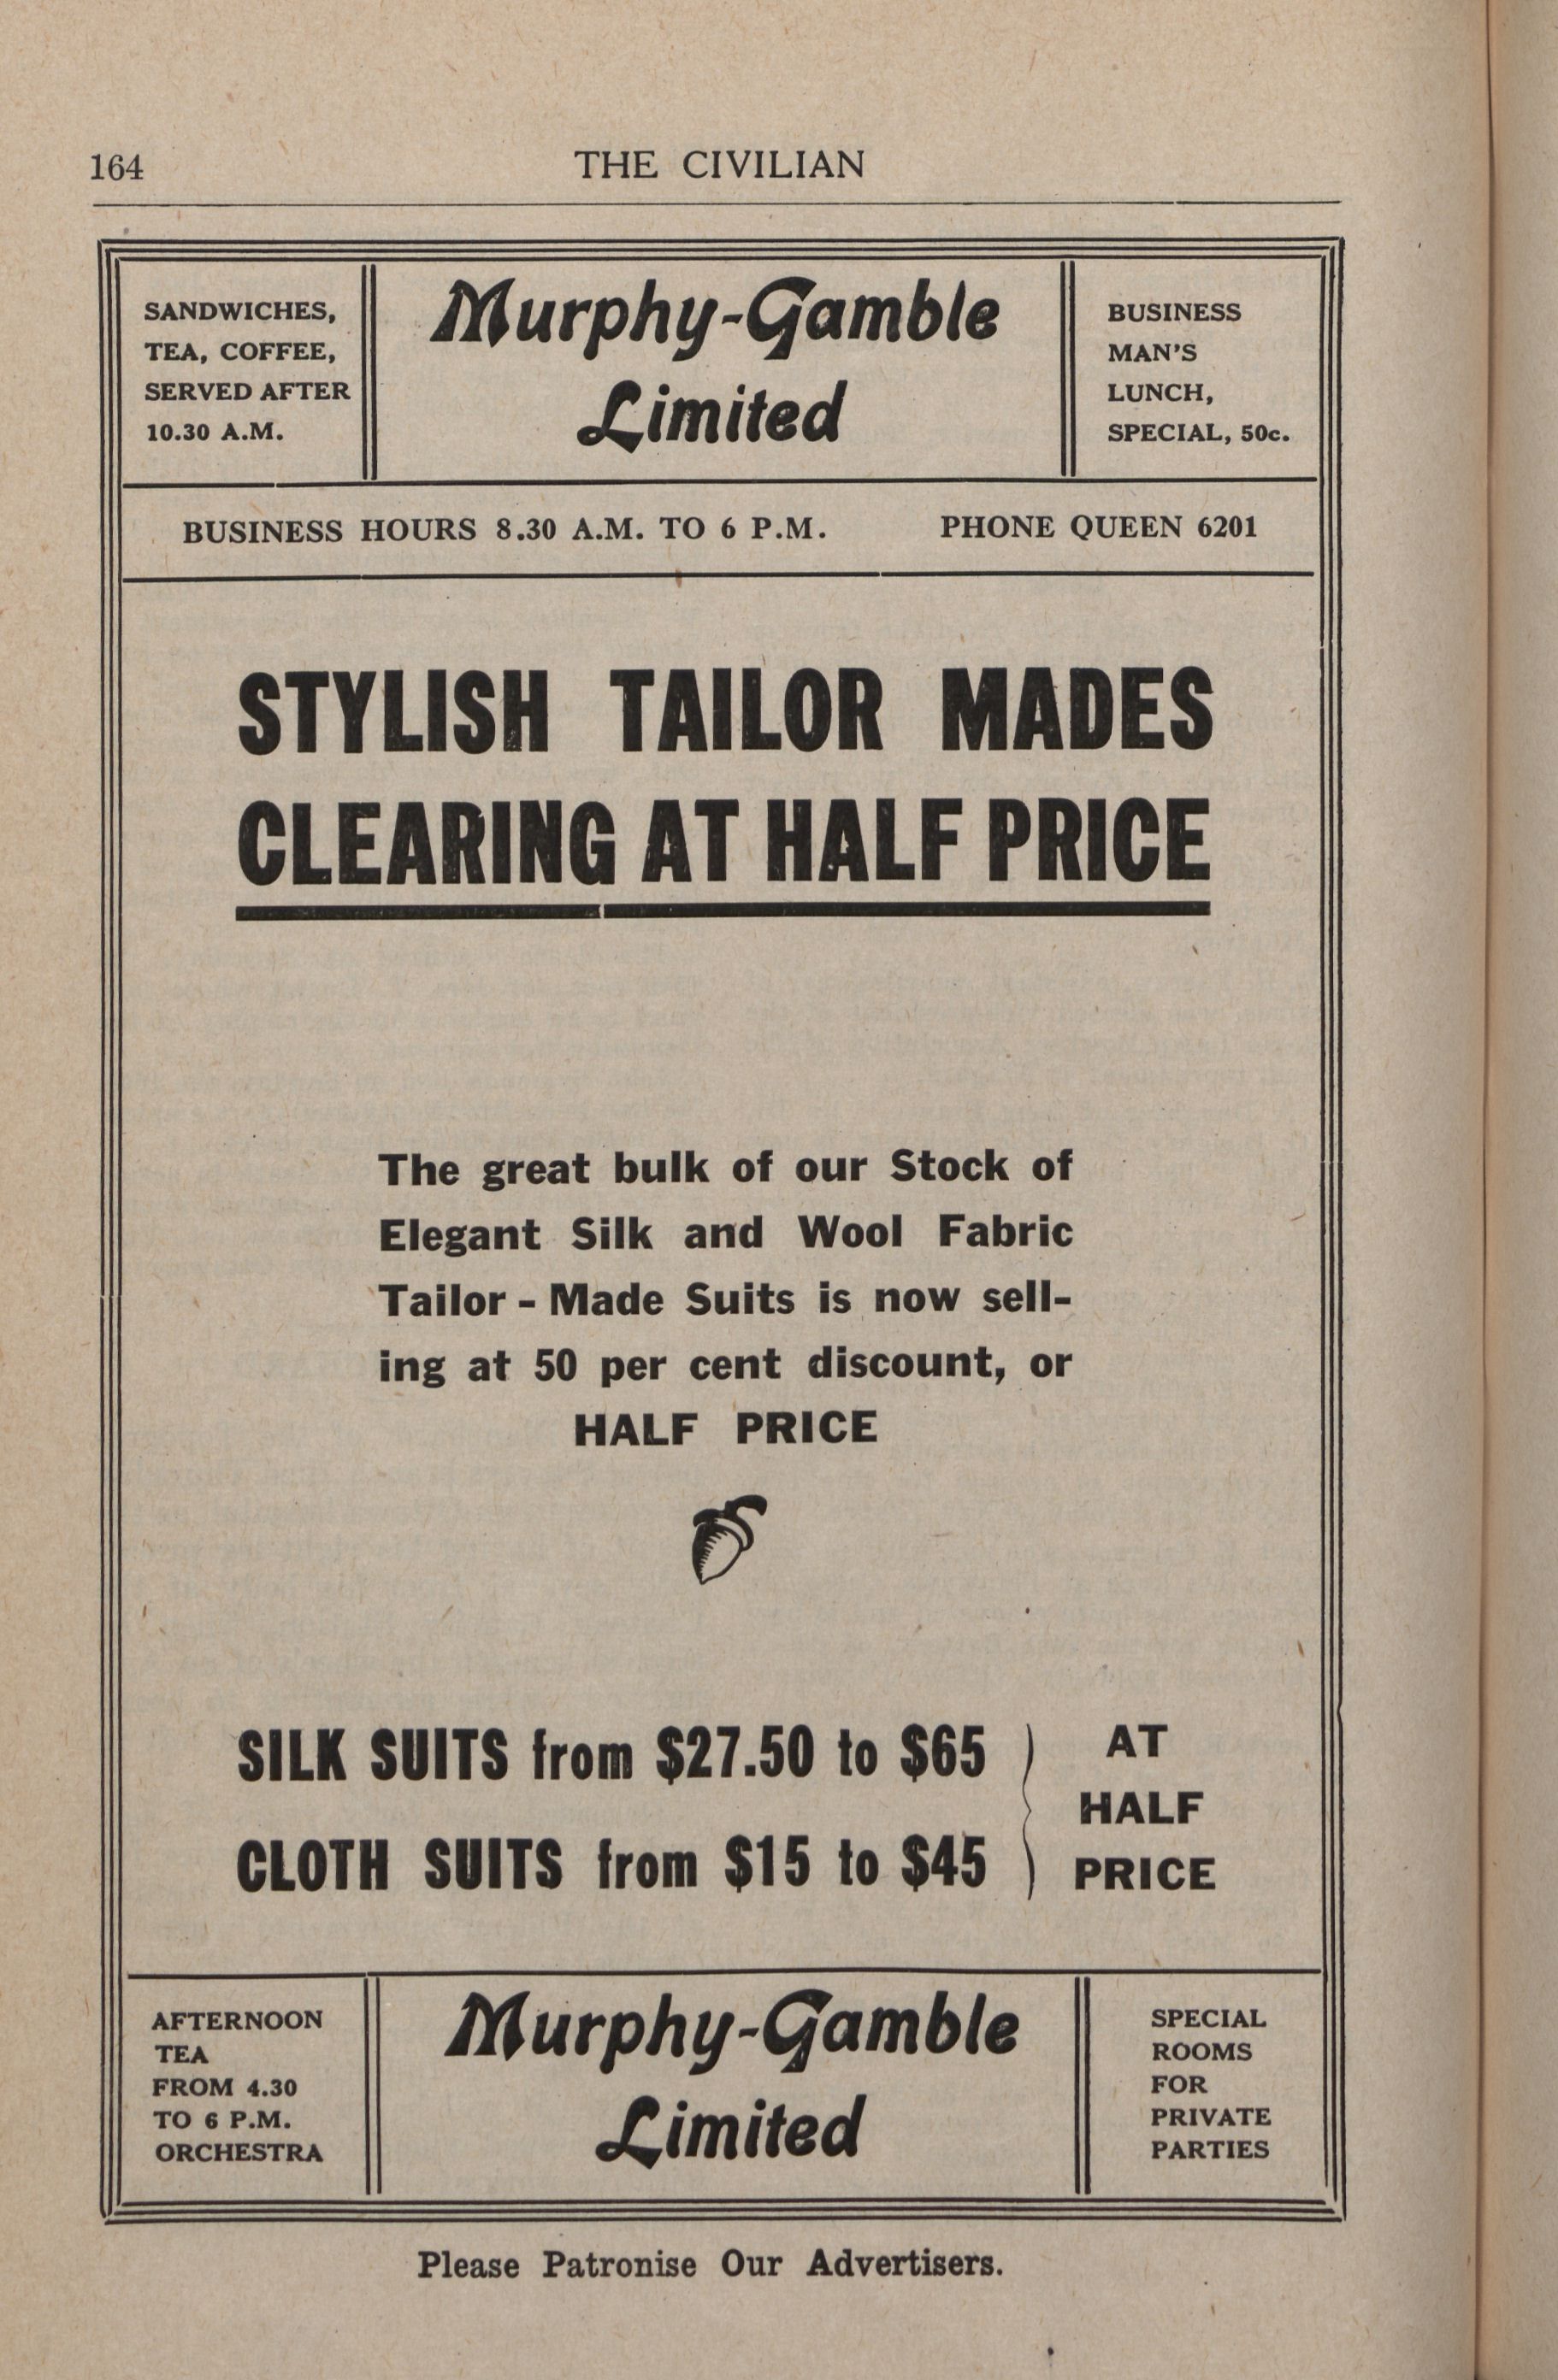 164 THE CIVILIAN
SANDWICHES,
TEA, COFFEE,
SERVED AFTER
10.30 A.M.
Murphy-Gamble
Limited
BUSINESS
MAN'S
LUNCH,
SPECIAL, 50c.
BUSINESS HOURS 8.30 A.M. TO 6 P.M. PHONE QUEEN 6201
STYLISH TAILOR MADES
CLEARING AT HALF PRICE
The great bulk of our Stock of
Elegant Silk and Wool Fabric
Tailor - Made Suits is now sell-
ing at 50 per cent discount, or
HALF PRICE
SILK SUITS from $27.50 to $65
CLOTH SUITS from $15 to $45
AT
HALF
PRICE
AFTERNOON
TEA
FROM 4.30
TO 6 P.M.
ORCHESTRA
Murphy-Gamble
Limited
SPECIAL
ROOMS
FOR
PRIVATE
PARTIES
Please Patronise Our Advertisers.